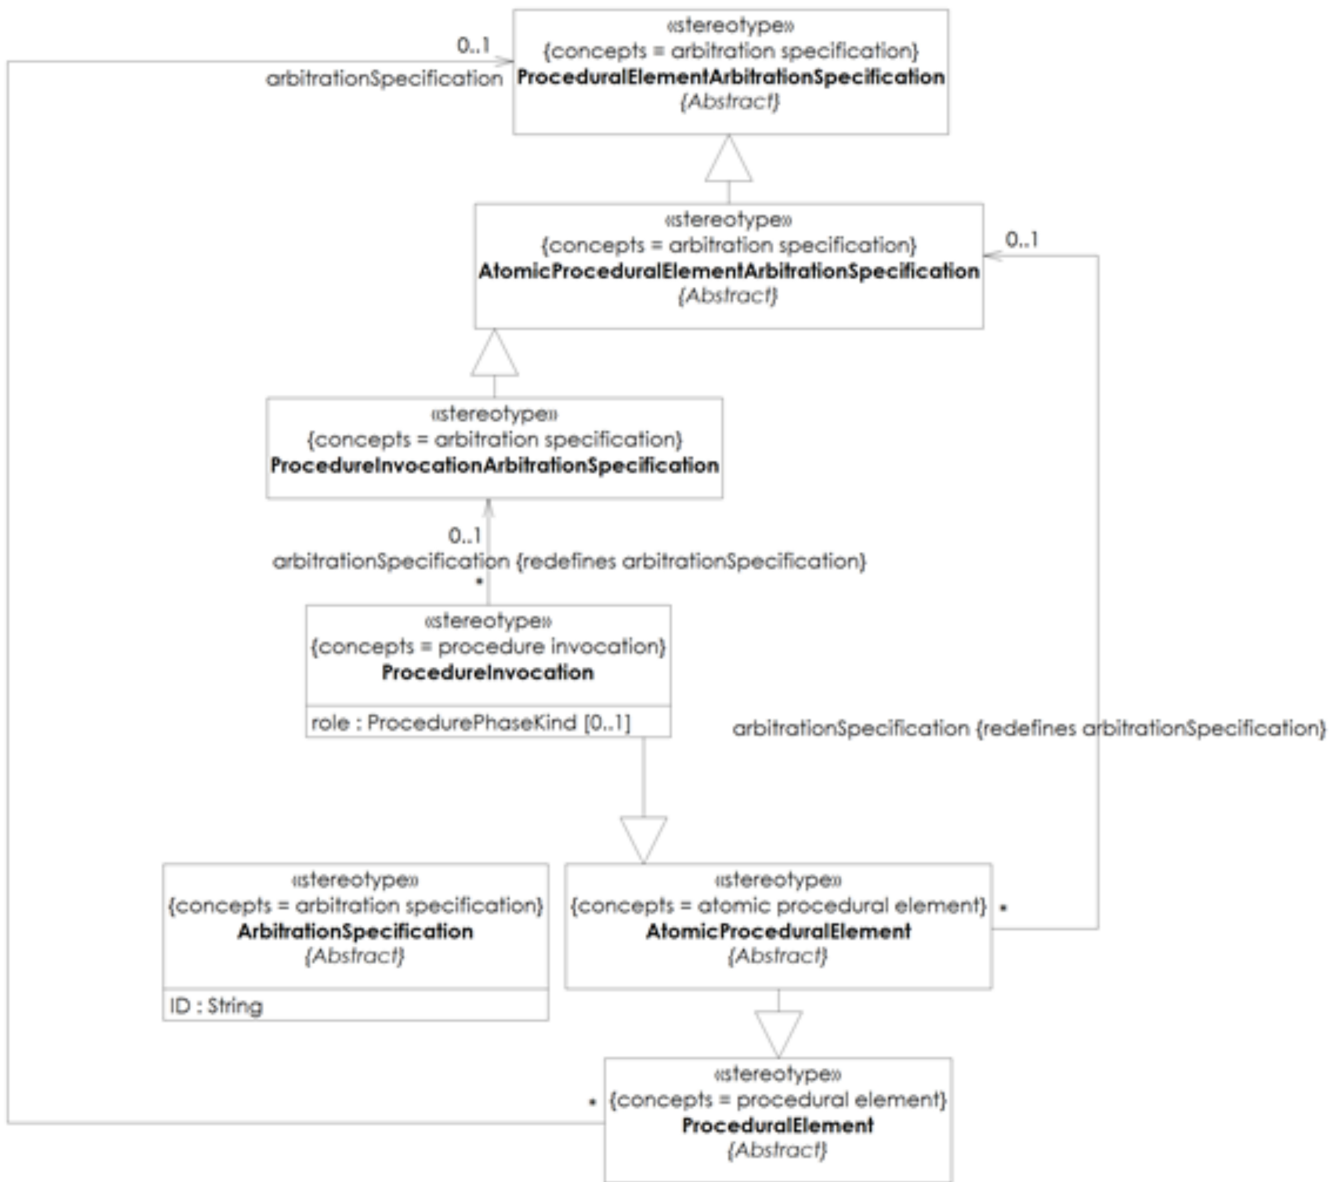 «stereotype»
{concepts = arbitration specification}
ProceduralElementArbitrationSpecification
{Abstract}
0..1
arbitrationSpecification
«stereotype»
{concepts = arbitration specification}
AtomicProceduralElementArbitrationSpecification
{Abstract}
0..1
«stereotype»
{concepts = arbitration specification}
ProcedureInvocationArbitrationSpecification
0..1
arbitrationSpecification {redefines arbitrationSpecification}
*
«stereotype»
{concepts = procedure invocation}
ProcedureInvocation
role : ProcedurePhaseKind [0..1]
arbitrationSpecification {redefines arbitrationSpecification}
«stereotype»
{concepts = arbitration specification}
ArbitrationSpecification
{Abstract}
ID : String
«stereotype»
{concepts = atomic procedural element}
*
AtomicProceduralElement
{Abstract}
«stereotype»
* {concepts = procedural element}
ProceduralElement
{Abstract}